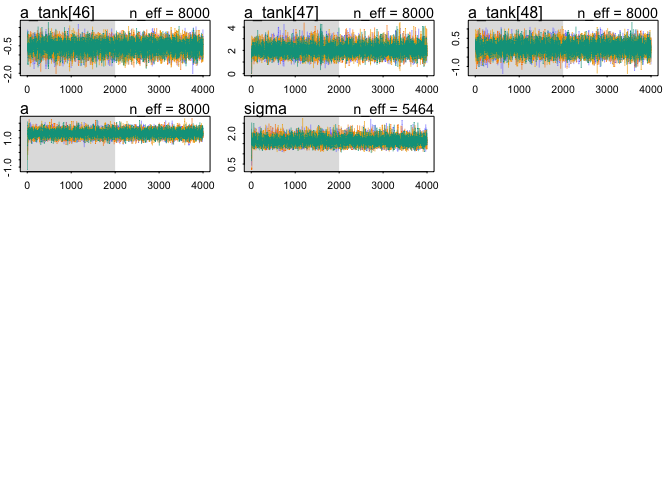 a_tank[46] n_eff = 8000
a_tank[47] n_eff = 8000
a_tank[48] n_eff = 8000
-2.0 -0.5
0 2 4
-1.0 0.5
0 1000 2000 3000 4000
0 1000 2000 3000 4000
0 1000 2000 3000 4000
a n_eff = 8000
sigma n_eff = 5464
-1.0 1.0
0.5 2.0
0 1000 2000 3000 4000
0 1000 2000 3000 4000